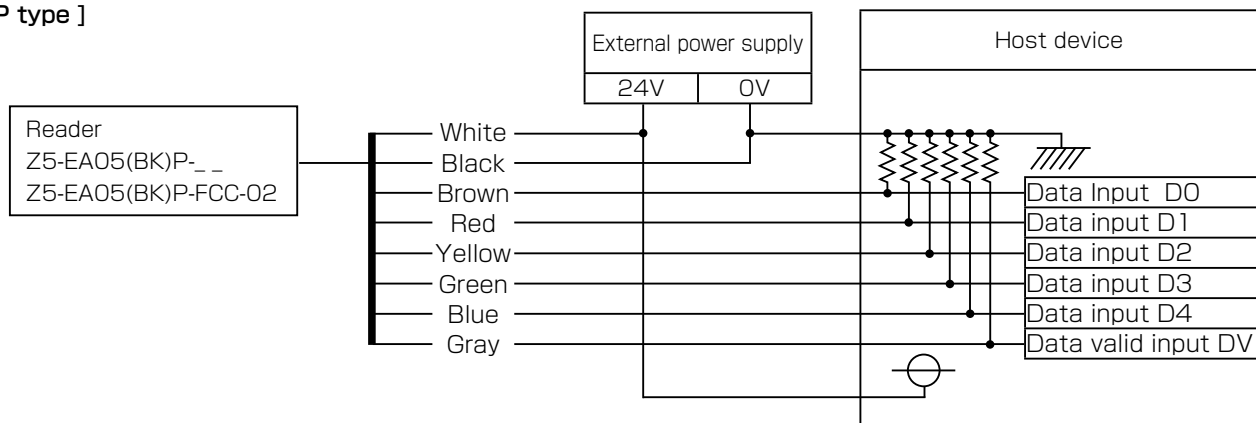 P type ]
External power supply
24V 0V
Host device
Reader
Z5-EA05(BK)P-_ _
Z5-EA05(BK)P-FCC-02
White
Black
Brown
Red
Yellow
Green
Blue
Gray
Data Input D0
Data input D1
Data input D2
Data input D3
Data input D4
Data valid input DV